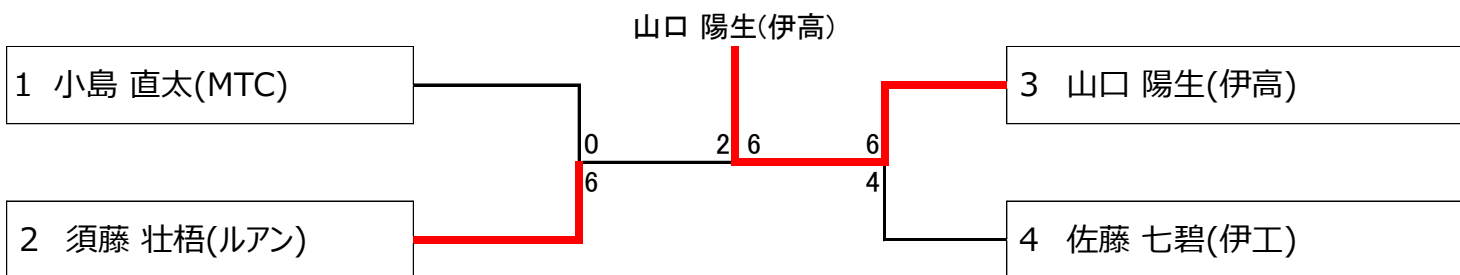 山口 陽生(伊高)
1 小島 直太(MTC)
3 山口 陽生(伊高)
0
2 6
6
6
4
2 須藤 壮梧(ルアン)
4 佐藤 七碧(伊工)